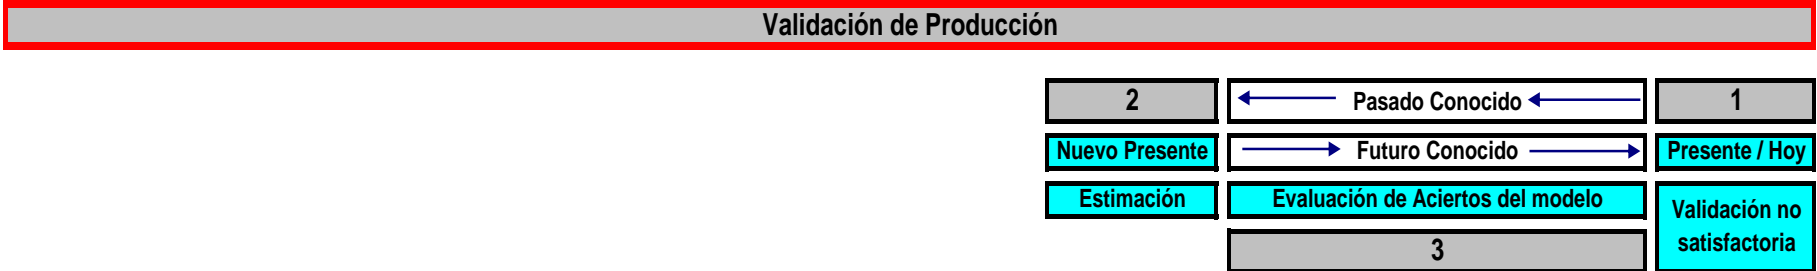 Validación de Producción
2
Pasado Conocido
1
Nuevo Presente
Futuro Conocido
Presente / Hoy
Estimación
Evaluación de Aciertos del modelo
Validación no
satisfactoria
3